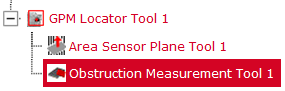 GPM Locator Tool 1
Area Sensor Plane Tool 1
Obstruction Measurement Tool 1